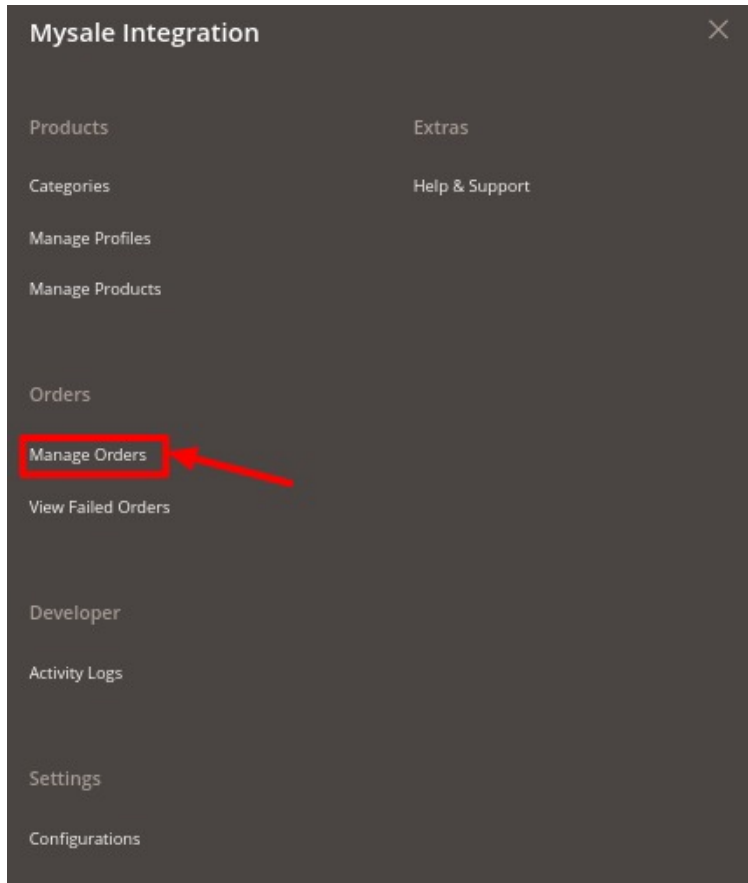 Mysale Integration
Products
Categories
Manage Profiles
Manage Products
Orders
Manage Orders
View Failed Orders
Developer
Activity Logs
Settings
Configurations
Extras
Help & Support